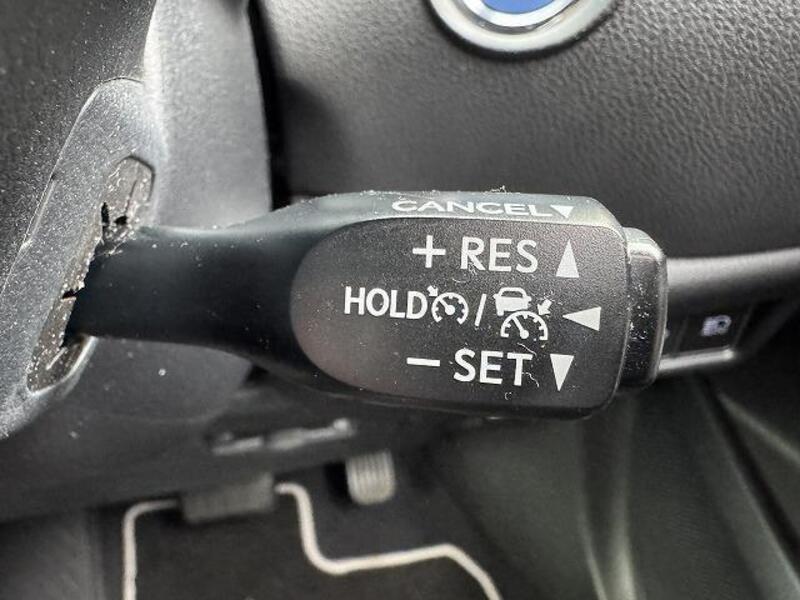 CANCEL
+ RES
HOLD /
− SET